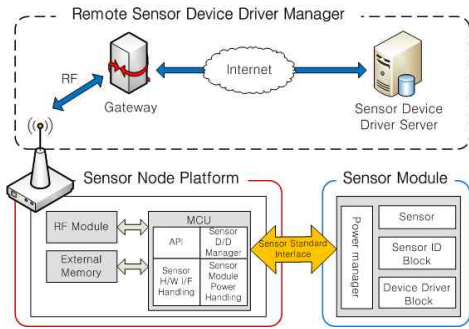 Remote Sensor Device Driver Manager
RF
Gateway
Internet
Sensor Device
Driver Server
Sensor Node Platform
RF Module
External
Memory
MCU
API
Sensor
D/D
Manager
Sensor
H/W I/F
Handling
Sensor
Module
Power
Handling
Sensor Standard
Interface
Sensor Module
Power manager
Sensor
Sensor ID
Block
Device Driver
Block